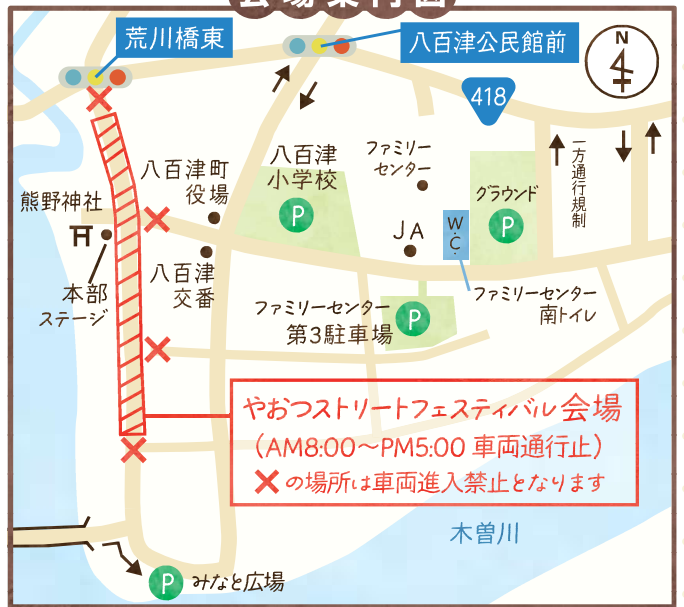 会場案内図
荒川橋東
八百津公民館前
N
418
八百津町
役場
八百津
小学校
P
ファミリー
センター
グラウンド
P
一方通行規制
熊野神社
JA
W.C.
本部
ステージ
八百津
交番
ファミリーセンター
第3駐車場
P
ファミリーセンター
南トイレ
やおつストリートフェスティバル会場
(AM8:00〜PM5:00 車両通行止)
×の場所は車両進入禁止となります
木曽川
P みなと広場